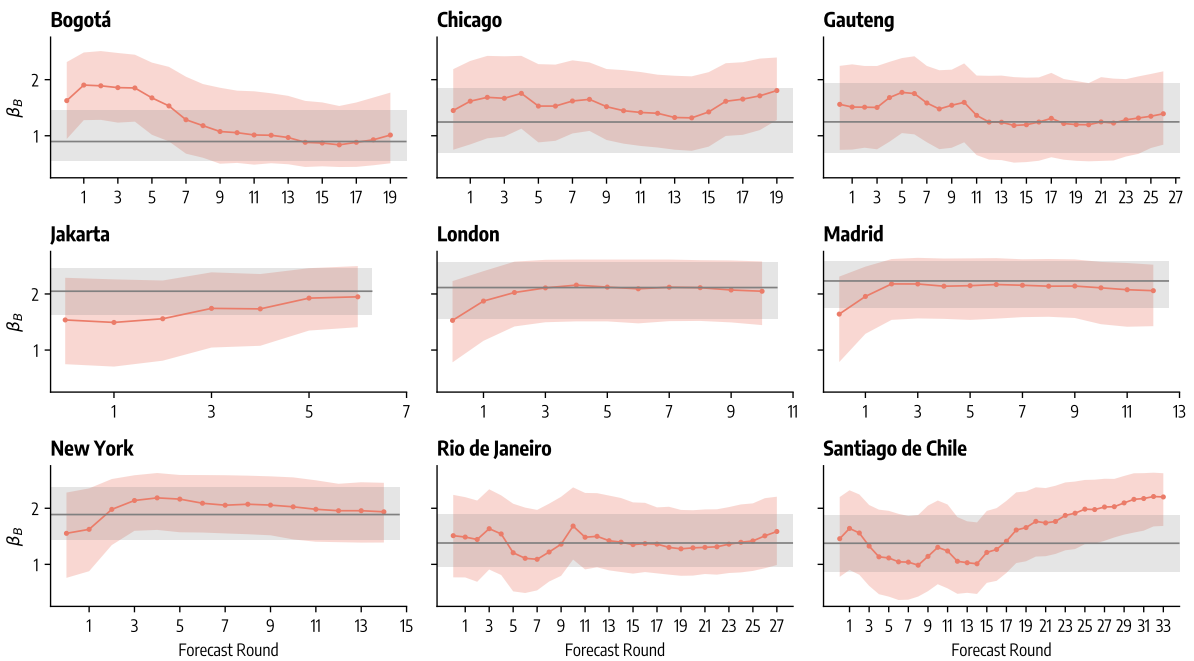 Bogotá Chicago Gauteng
β_B
2
1
1 3 5 7 9 11 13 15 17 19 1 3 5 7 9 11 13 15 17 19 1 3 5 7 9 11 13 15 17 19 21 23 25 27
Jakarta London Madrid
β_B
2
1
1 3 5 7 1 3 5 7 9 11 1 3 5 7 9 11 13
New York Rio de Janeiro Santiago de Chile
β_B
2
1
1 3 5 7 9 11 13 15 1 3 5 7 9 11 13 15 17 19 21 23 25 27 1 3 5 7 9 11 13 15 17 19 21 23 25 27 29 31 33
Forecast Round Forecast Round Forecast Round